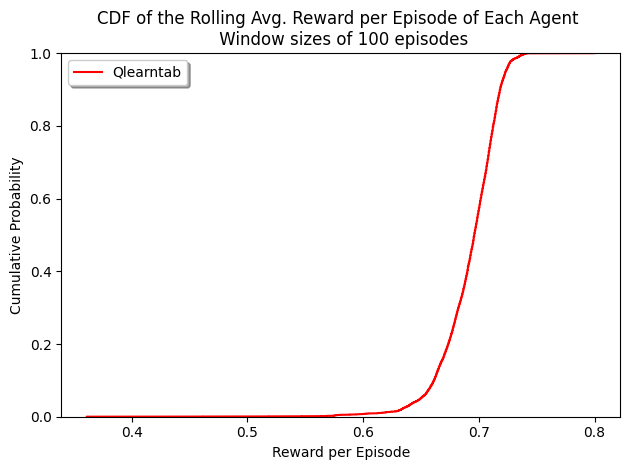 CDF of the Rolling Avg. Reward per Episode of Each Agent
Window sizes of 100 episodes
Qlearntab
1.0
0.8
0.6
0.4
0.2
0.0
Cumulative Probability
0.4 0.5 0.6 0.7 0.8
Reward per Episode